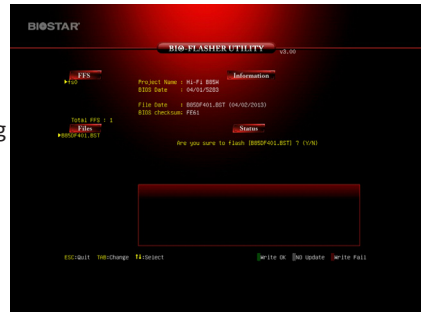 BIOSTAR
BIO-FLASHER UTILITY v3.00
FFS
fs0
Information
Project Name : Hi-Fi B85W
BIOS Date : 04/01/5203
File Date : B85DF401.BST (04/02/2013)
BIOS checksum: FE61
Total FFS : 1
g
Files
B85DF401.BST
Status
Are you sure to flash [B85DF401.BST] ? (Y/N)
ESC:Quit TAB:Change ↑↓:Select
Write OK NO Update Write Fail